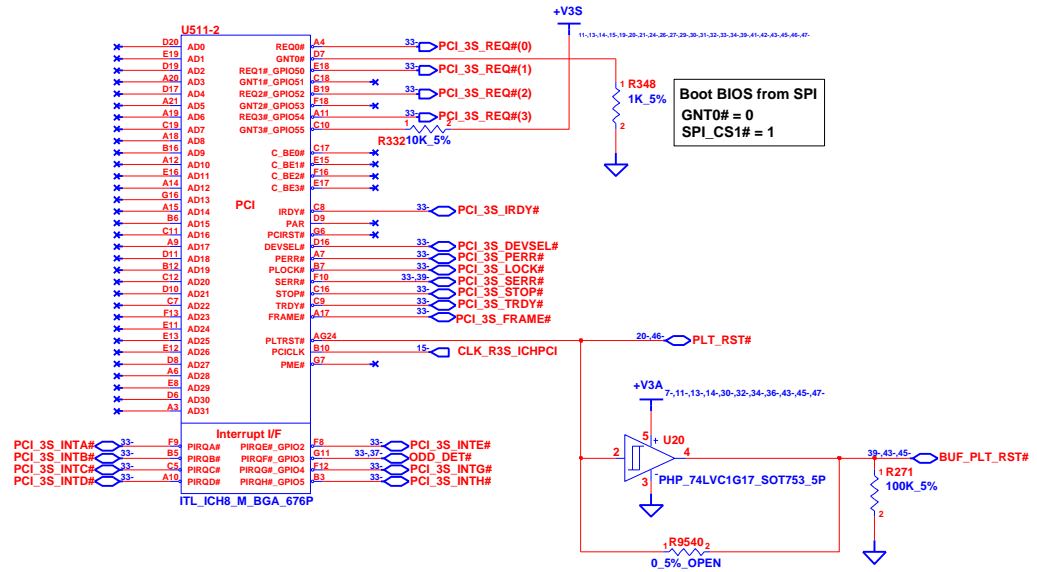 +V3S
11-,13-,14-,15-,19-,20-,21-,24-,26-,27-,29-,30-,31-,32-,33-,34-,39-,41-,42-,43-,45-,46-,47-
U511-2
D20 AD0 REQ0# A4 33- PCI_3S_REQ#(0)
E19 AD1 GNT0# D7
D19 AD2 REQ1#_GPIO50 E18 33- PCI_3S_REQ#(1)
A20 AD3 GNT1#_GPIO51 C18
D17 AD4 REQ2#_GPIO52 B19 33- PCI_3S_REQ#(2)
A21 AD5 GNT2#_GPIO53 F18
A19 AD6 REQ3#_GPIO54 A11 33- PCI_3S_REQ#(3)
C19 AD7 GNT3#_GPIO55 C10 1 2
R332 10K_5%
1 R348
1K_5%
2
Boot BIOS from SPI
GNT0# = 0
SPI_CS1# = 1
A18 AD8
B16 AD9 C_BE0# C17
A12 AD10 C_BE1# E15
E16 AD11 C_BE2# F16
A14 AD12 C_BE3# E17
G16 AD13
PCI
A15 AD14 IRDY# C8 33- PCI_3S_IRDY#
B6 AD15 PAR D9
C11 AD16 PCIRST# G6
A9 AD17 DEVSEL# D16 33- PCI_3S_DEVSEL#
D11 AD18 PERR# A7 33- PCI_3S_PERR#
B12 AD19 PLOCK# B7 33- PCI_3S_LOCK#
C12 AD20 SERR# F10 33-,39- PCI_3S_SERR#
D10 AD21 STOP# C16 33- PCI_3S_STOP#
C7 AD22 TRDY# C9 33- PCI_3S_TRDY#
F13 AD23 FRAME# A17 33- PCI_3S_FRAME#
E11 AD24
E13 AD25 PLTRST# AG24 20-,46- PLT_RST#
E12 AD26 PCICLK B10 15- CLK_R3S_ICHPCI
D8 AD27 PME# G7
A6 AD28
E8 AD29
D6 AD30
A3 AD31
+V3A
7-,11-,13-,14-,30-,32-,34-,36-,43-,45-,47-
Interrupt I/F
PCI_3S_INTA# 33- F9 PIRQA# PIRQE#_GPIO2 F8 33- PCI_3S_INTE#
PCI_3S_INTB# 33- B5 PIRQB# PIRQF#_GPIO3 G11 33-,37- ODD_DET#
PCI_3S_INTC# 33- C5 PIRQC# PIRQG#_GPIO4 F12 33- PCI_3S_INTG#
PCI_3S_INTD# 33- A10 PIRQD# PIRQH#_GPIO5 B3 33- PCI_3S_INTH#
ITL_ICH8_M_BGA_676P
5 + U20
2 4
- 3
PHP_74LVC1G17_SOT753_5P
39-,43-,45- BUF_PLT_RST#
1 R271
100K_5%
2
1 R9540 2
0_5%_OPEN